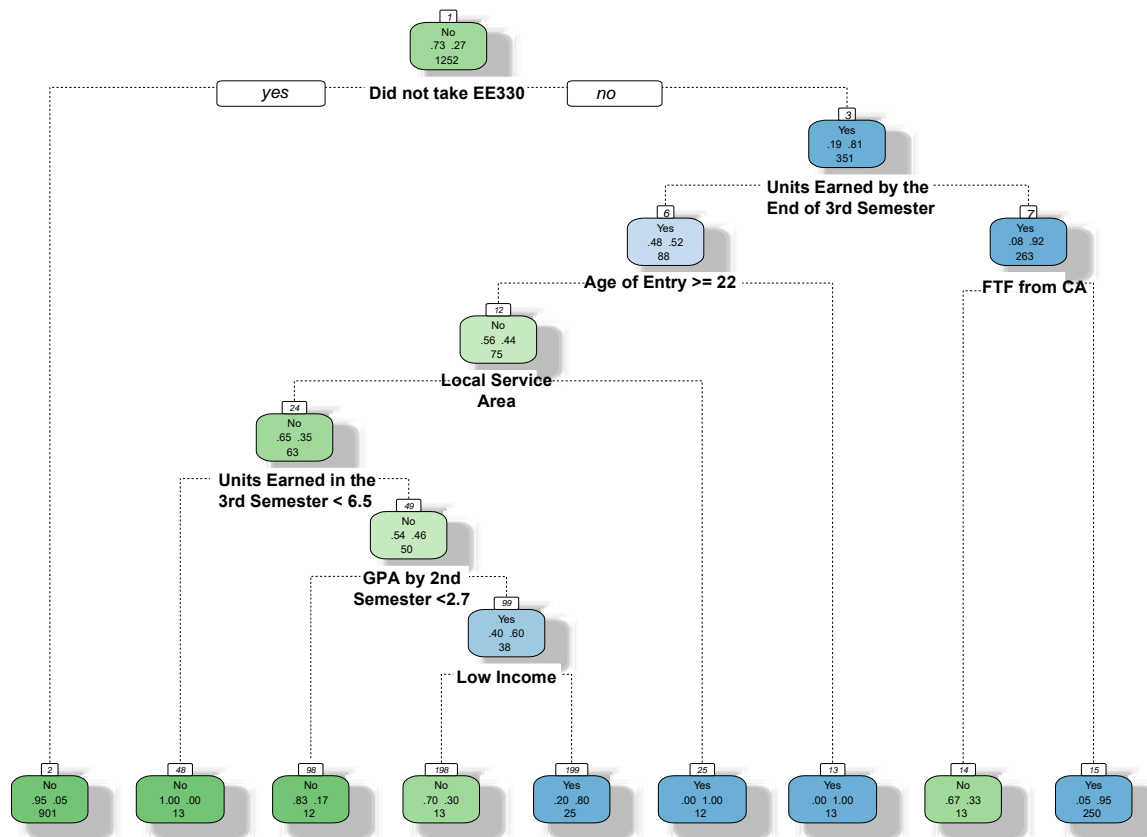 1
No
.73 .27
1252
yes
Did not take EE330
no
3
Yes
.19 .81
351
Units Earned by the
End of 3rd Semester
6
Yes
.48 .52
88
7
Yes
.08 .92
263
Age of Entry >= 22
FTF from CA
12
No
.56 .44
75
Local Service
Area
24
No
.65 .35
63
Units Earned in the
3rd Semester < 6.5
49
No
.54 .46
50
GPA by 2nd
Semester <2.7
99
Yes
.40 .60
38
Low Income
2
No
.95 .05
901
48
No
1.00 .00
13
98
No
.83 .17
12
198
No
.70 .30
13
199
Yes
.20 .80
25
25
Yes
.00 1.00
12
13
Yes
.00 1.00
13
14
No
.67 .33
13
15
Yes
.05 .95
250